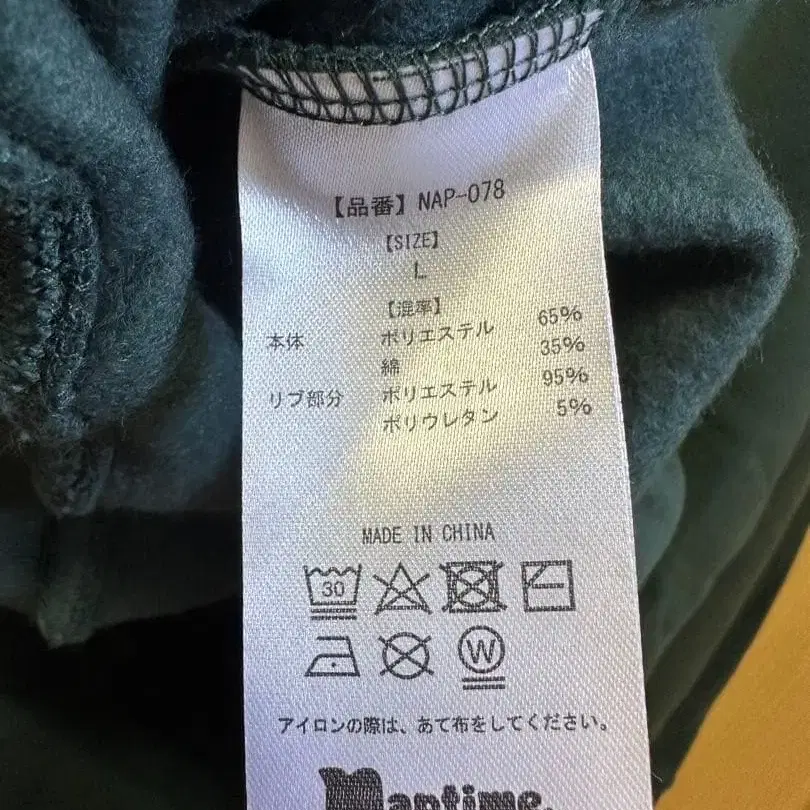 【品番】NAP-078
【SIZE】
L
【混率】
本体 ポリエステル 65%
綿 35%
リブ部分 ポリエステル 95%
ポリウレタン 5%
MADE IN CHINA
30
W
アイロンの際は、あて布をしてください。
Naptime.